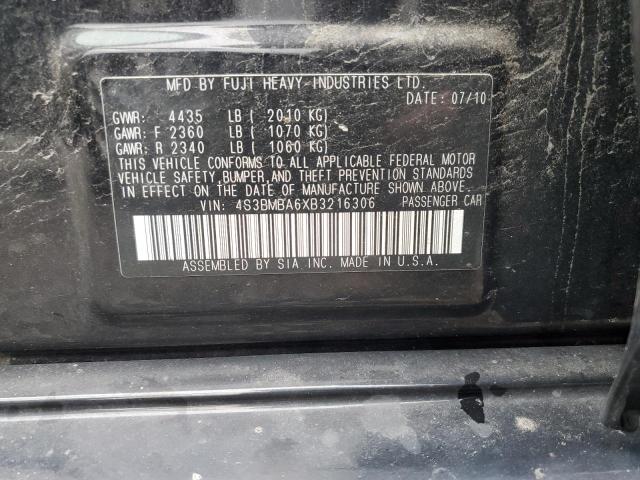 MFD BY FUJI HEAVY INDUSTRIES LTD.
DATE: 07/10
GVWR: 4435 LB ( 2010 KG)
GAWR: F 2360 LB ( 1070 KG)
GAWR: R 2340 LB ( 1060 KG)
THIS VEHICLE CONFORMS TO ALL APPLICABLE FEDERAL MOTOR
VEHICLE SAFETY, BUMPER, AND THEFT PREVENTION STANDARDS
IN EFFECT ON THE DATE OF MANUFACTURE SHOWN ABOVE.
VIN: 4S3BMBA6XB3216306 PASSENGER CAR
ASSEMBLED BY SIA INC. MADE IN U.S.A.